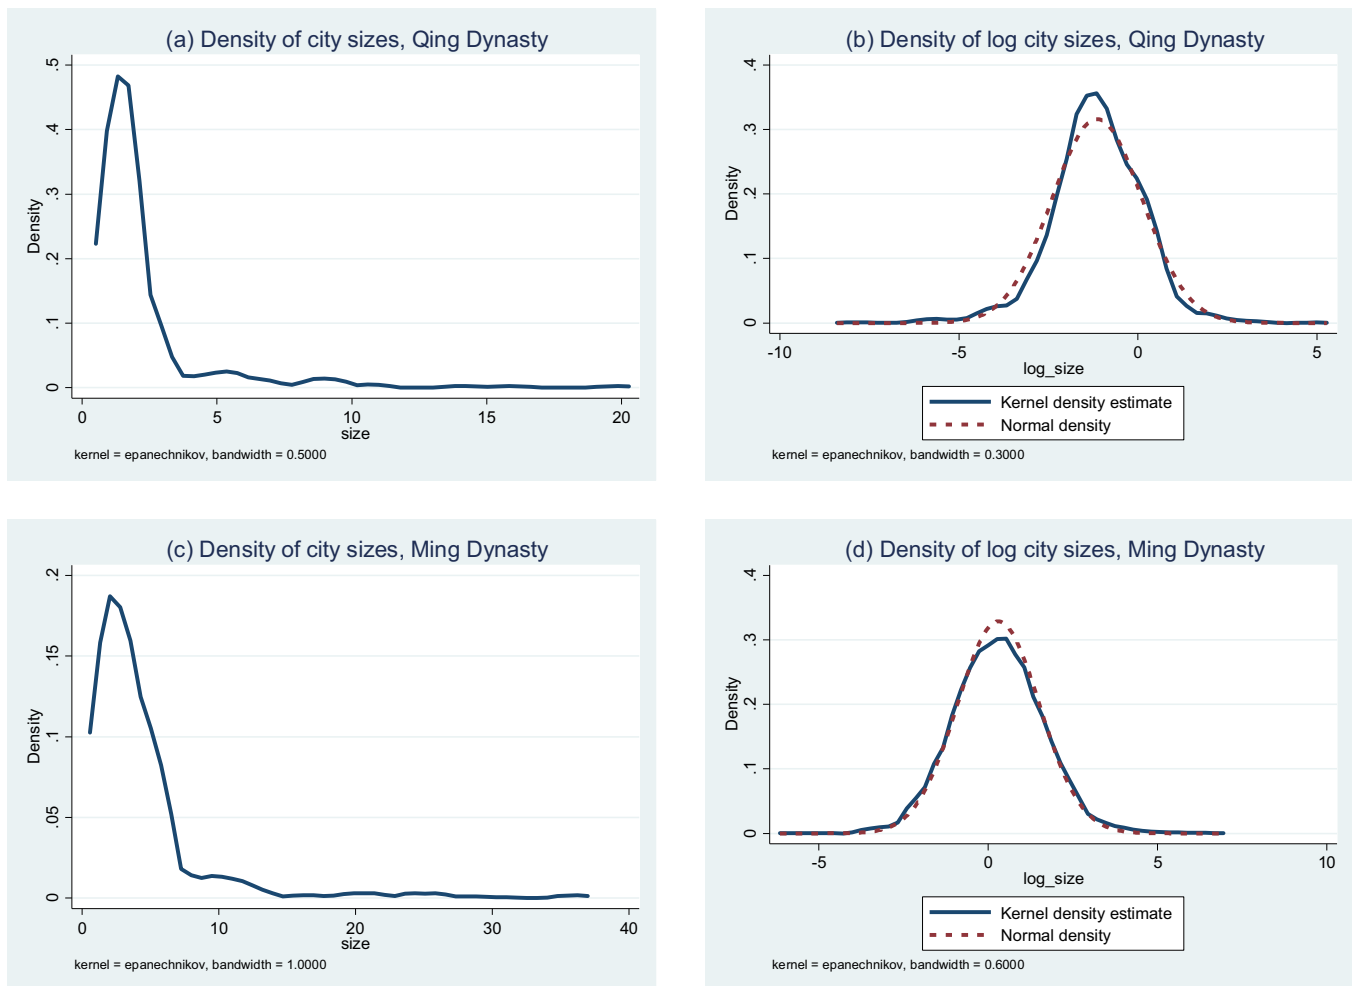 (a) Density of city sizes, Qing Dynasty
Density
0 .1 .2 .3 .4 .5
0 5 10 15 20
size
kernel = epanechnikov, bandwidth = 0.5000
(b) Density of log city sizes, Qing Dynasty
Density
0 .1 .2 .3 .4
-10 -5 0 5
log_size
Kernel density estimate
Normal density
kernel = epanechnikov, bandwidth = 0.3000
(c) Density of city sizes, Ming Dynasty
Density
0 .05 .1 .15 .2
0 10 20 30 40
size
kernel = epanechnikov, bandwidth = 1.0000
(d) Density of log city sizes, Ming Dynasty
Density
0 .1 .2 .3 .4
-5 0 5 10
log_size
Kernel density estimate
Normal density
kernel = epanechnikov, bandwidth = 0.6000